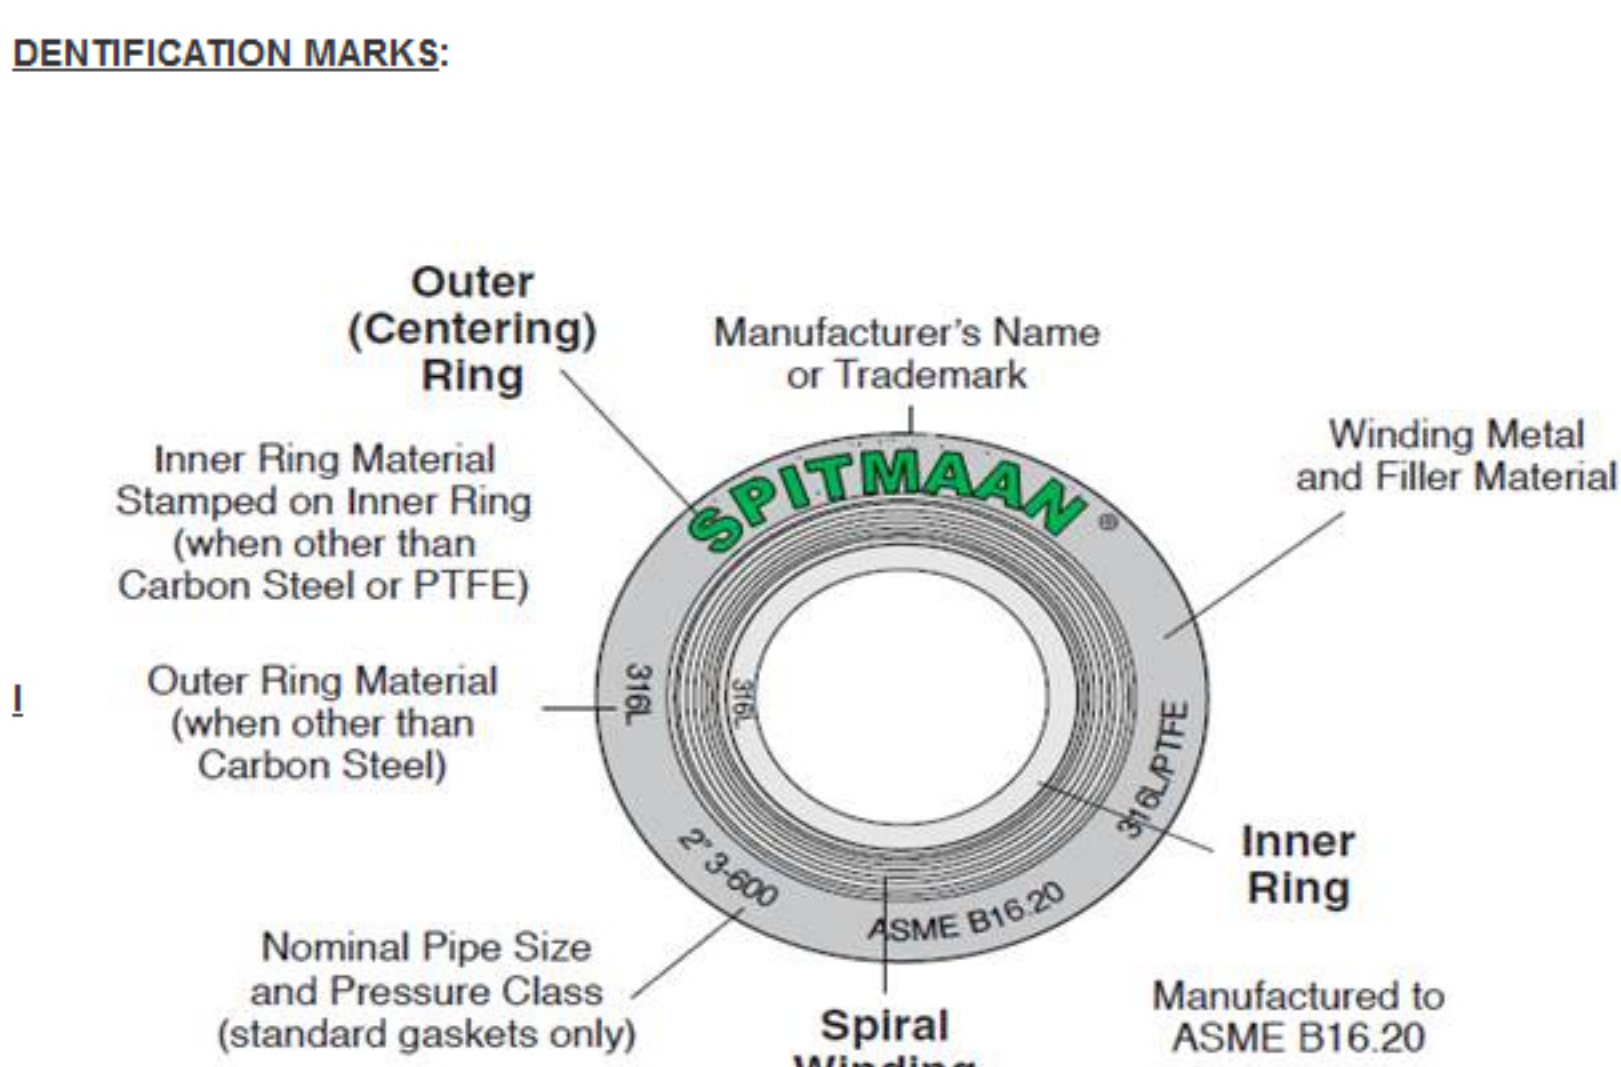 DENTIFICATION MARKS:
Outer
(Centering)
Ring
Manufacturer's Name
or Trademark
Winding Metal
and Filler Material
Inner Ring Material
Stamped on Inner Ring
(when other than
Carbon Steel or PTFE)
SPITMAAN ®
Outer Ring Material
(when other than
Carbon Steel)
I
316L
316L
316L/PTFE
2" 3-600
ASME B16.20
Inner
Ring
Nominal Pipe Size
and Pressure Class
(standard gaskets only)
Spiral
Winding
Manufactured to
ASME B16.20